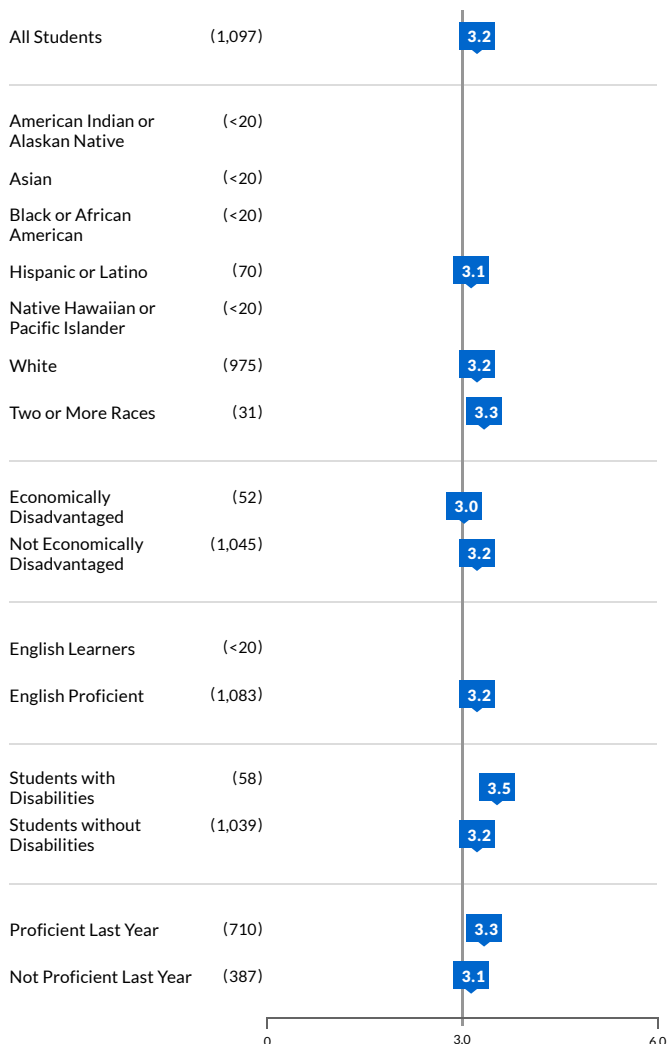 All Students (1,097) 3.2
American Indian or (<20)
Alaskan Native
Asian (<20)
Black or African (<20)
American
Hispanic or Latino (70) 3.1
Native Hawaiian or (<20)
Pacific Islander
White (975) 3.2
Two or More Races (31) 3.3
Economically (52) 3.0
Disadvantaged
Not Economically (1,045) 3.2
Disadvantaged
English Learners (<20)
English Proficient (1,083) 3.2
Students with (58) 3.5
Disabilities
Students without (1,039) 3.2
Disabilities
Proficient Last Year (710) 3.3
Not Proficient Last Year (387) 3.1
0 3.0 6.0